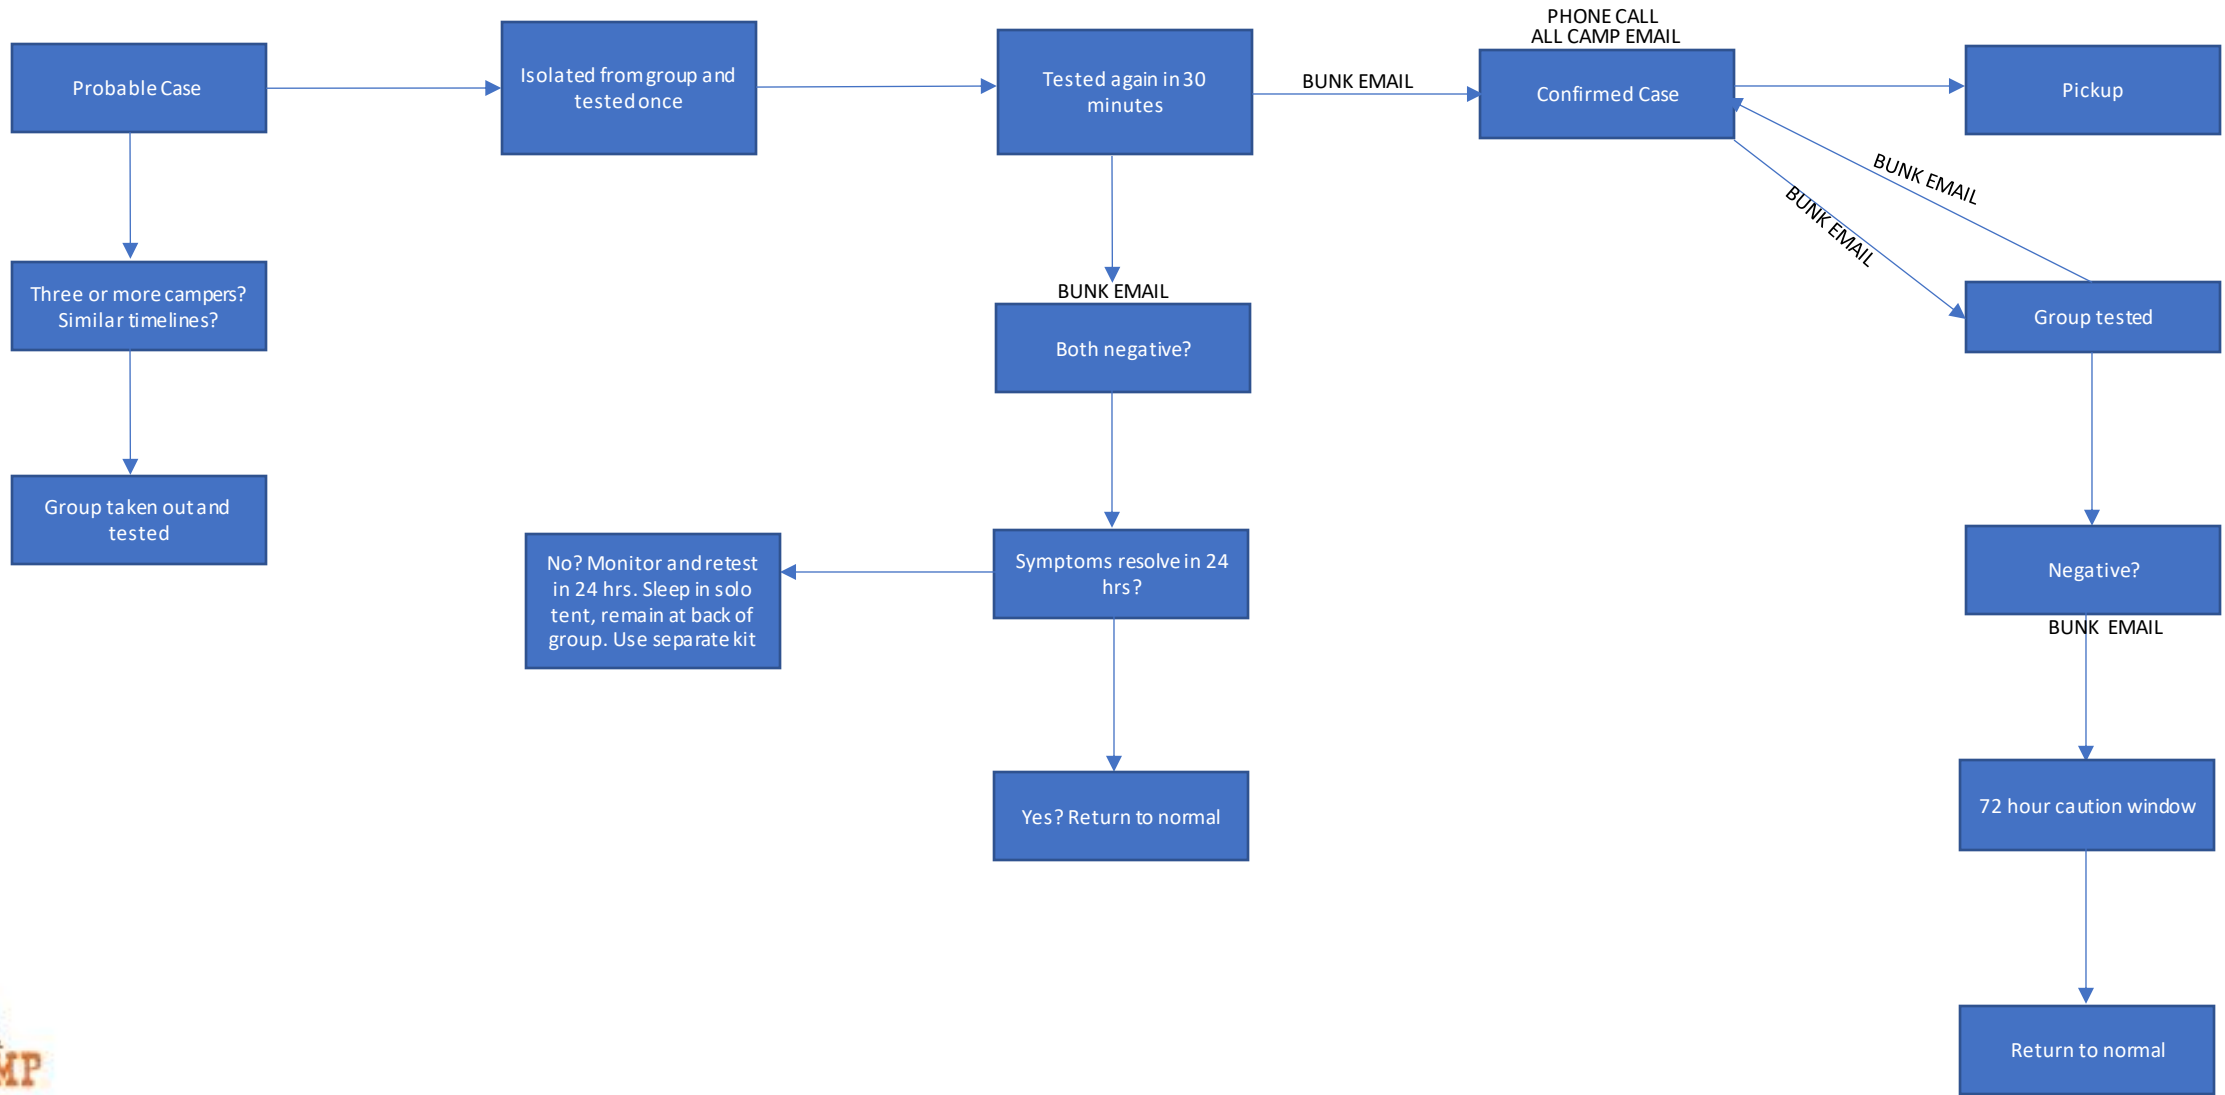 PHONE CALL
ALL CAMP EMAIL
Probable Case
Isolated from group and
tested once
Tested again in 30
minutes
BUNK EMAIL
Confirmed Case
Pickup
BUNK EMAIL
BUNK EMAIL
Three or more campers?
Similar timelines?
BUNK EMAIL
Both negative?
Group tested
Group taken out and
tested
No? Monitor and retest
in 24 hrs. Sleep in solo
tent, remain at back of
group. Use separate kit
Symptoms resolve in 24
hrs?
Negative?
BUNK EMAIL
Yes? Return to normal
72 hour caution window
Return to normal